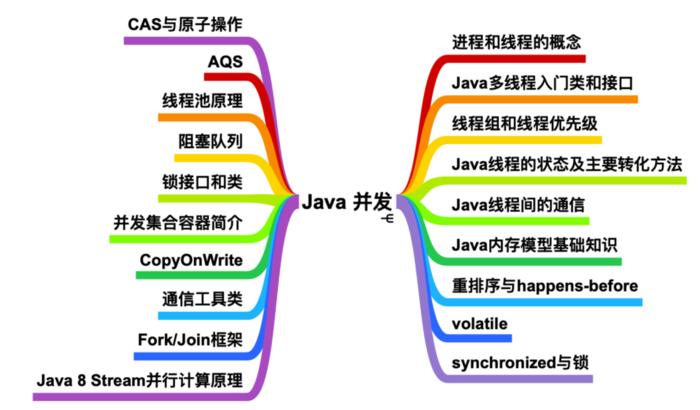 Java 并发
进程和线程的概念
Java多线程入门类和接口
线程组和线程优先级
Java线程的状态及主要转化方法
Java线程间的通信
Java内存模型基础知识
重排序与happens-before
volatile
synchronized与锁
CAS与原子操作
AQS
线程池原理
阻塞队列
锁接口和类
并发集合容器简介
CopyOnWrite
通信工具类
Fork/Join框架
Java 8 Stream并行计算原理